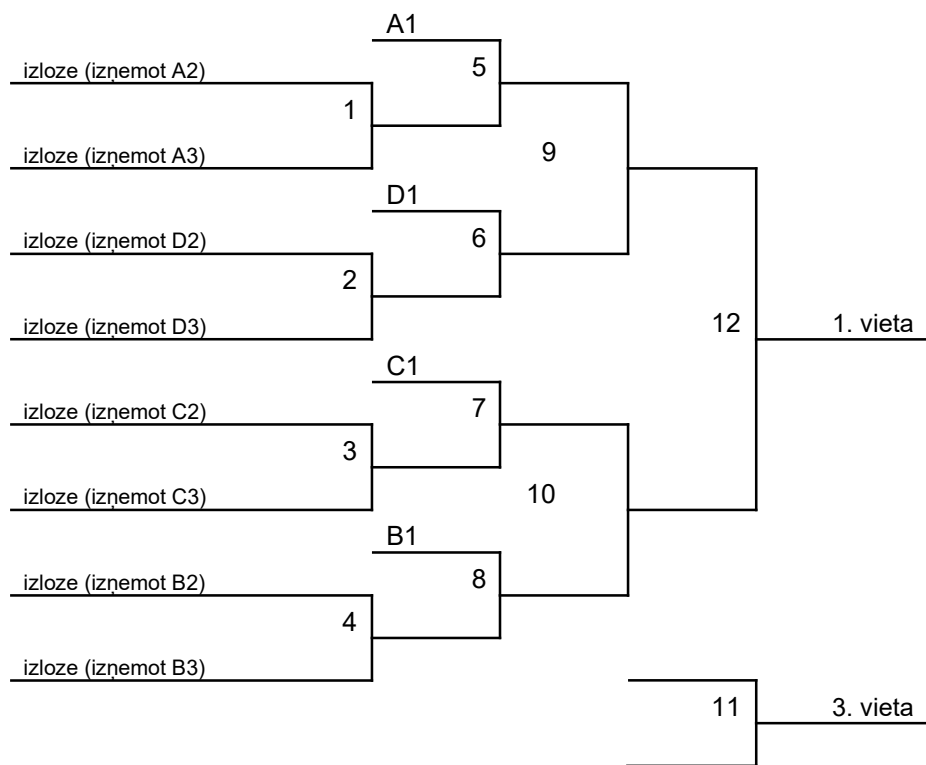 A1
izloze (izņemot A2)
5
1
izloze (izņemot A3)
9
D1
izloze (izņemot D2)
6
2
izloze (izņemot D3)
12
1. vieta
C1
izloze (izņemot C2)
7
3
izloze (izņemot C3)
10
B1
izloze (izņemot B2)
8
4
izloze (izņemot B3)
11
3. vieta